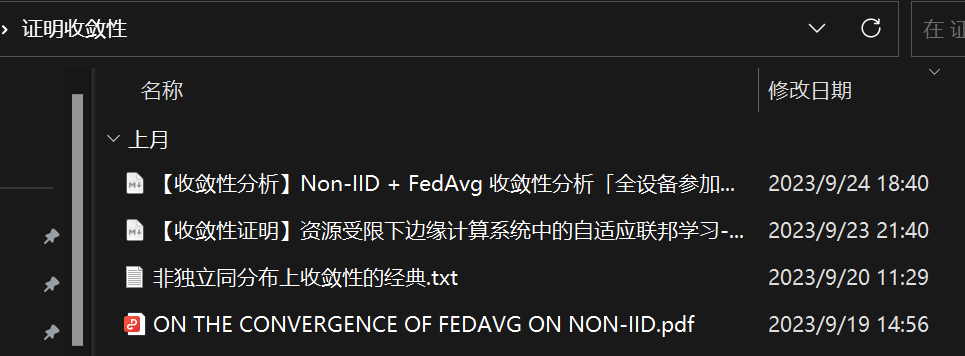 证明收敛性
在 证
名称
修改日期
上月
【收敛性分析】Non-IID + FedAvg 收敛性分析「全设备参加...
2023/9/24 18:40
【收敛性证明】资源受限下边缘计算系统中的自适应联邦学习-...
2023/9/23 21:40
非独立同分布上收敛性的经典.txt
2023/9/20 11:29
ON THE CONVERGENCE OF FEDAVG ON NON-IID.pdf
2023/9/19 14:56